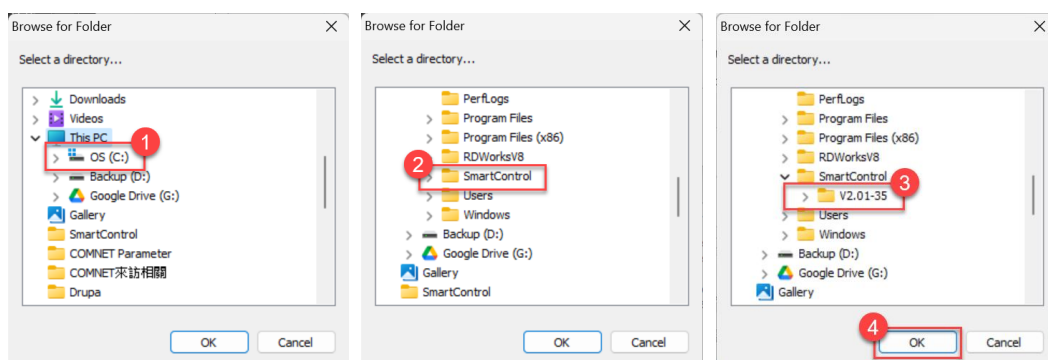 Browse for Folder
Select a directory...
Downloads
Videos
This PC
1
OS (C:)
Backup (D:)
Google Drive (G:)
Gallery
SmartControl
COMNET Parameter
COMNET來訪相關
Drupa
OK Cancel
Browse for Folder
Select a directory...
PerfLogs
Program Files
Program Files (x86)
RDWorksV8
2
SmartControl
Users
Windows
Backup (D:)
Google Drive (G:)
Gallery
SmartControl
OK Cancel
Browse for Folder
Select a directory...
PerfLogs
Program Files
Program Files (x86)
RDWorksV8
SmartControl
3
V2.01-35
Users
Windows
Backup (D:)
Google Drive (G:)
Gallery
4
OK Cancel